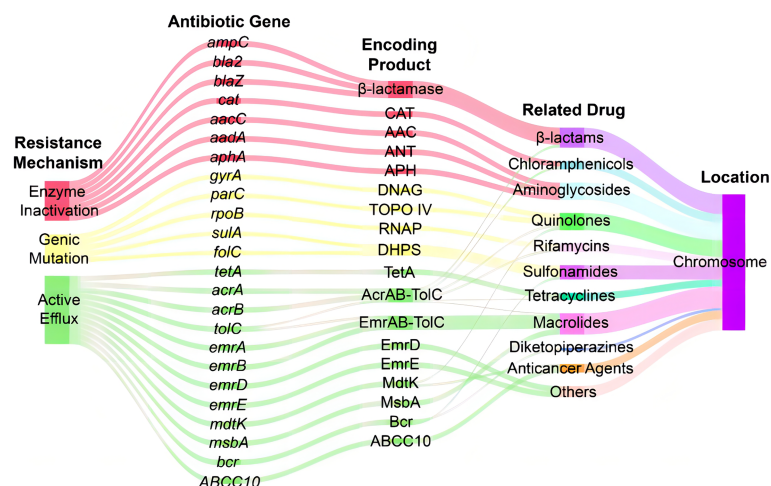 Resistance
Mechanism
Enzyme
Inactivation
Genic
Mutation
Active
Efflux
Antibiotic Gene
ampC
bla2
blaZ
cat
aacC
aadA
aphA
gyrA
parC
rpoB
sulA
folC
tetA
acrA
acrB
tolC
emrA
emrB
emrD
emrE
mdtK
msbA
bcr
ABCC10
Encoding
Product
β-lactamase
CAT
AAC
ANT
APH
DNAG
TOPO IV
RNAP
DHPS
TetA
AcrAB-TolC
EmrAB-TolC
EmrD
EmrE
MdtK
MsbA
Bcr
ABCC10
Related Drug
β-lactams
Chloramphenicols
Aminoglycosides
Quinolones
Rifamycins
Sulfonamides
Tetracyclines
Macrolides
Diketopiperazines
Anticancer Agents
Others
Location
Chromosome